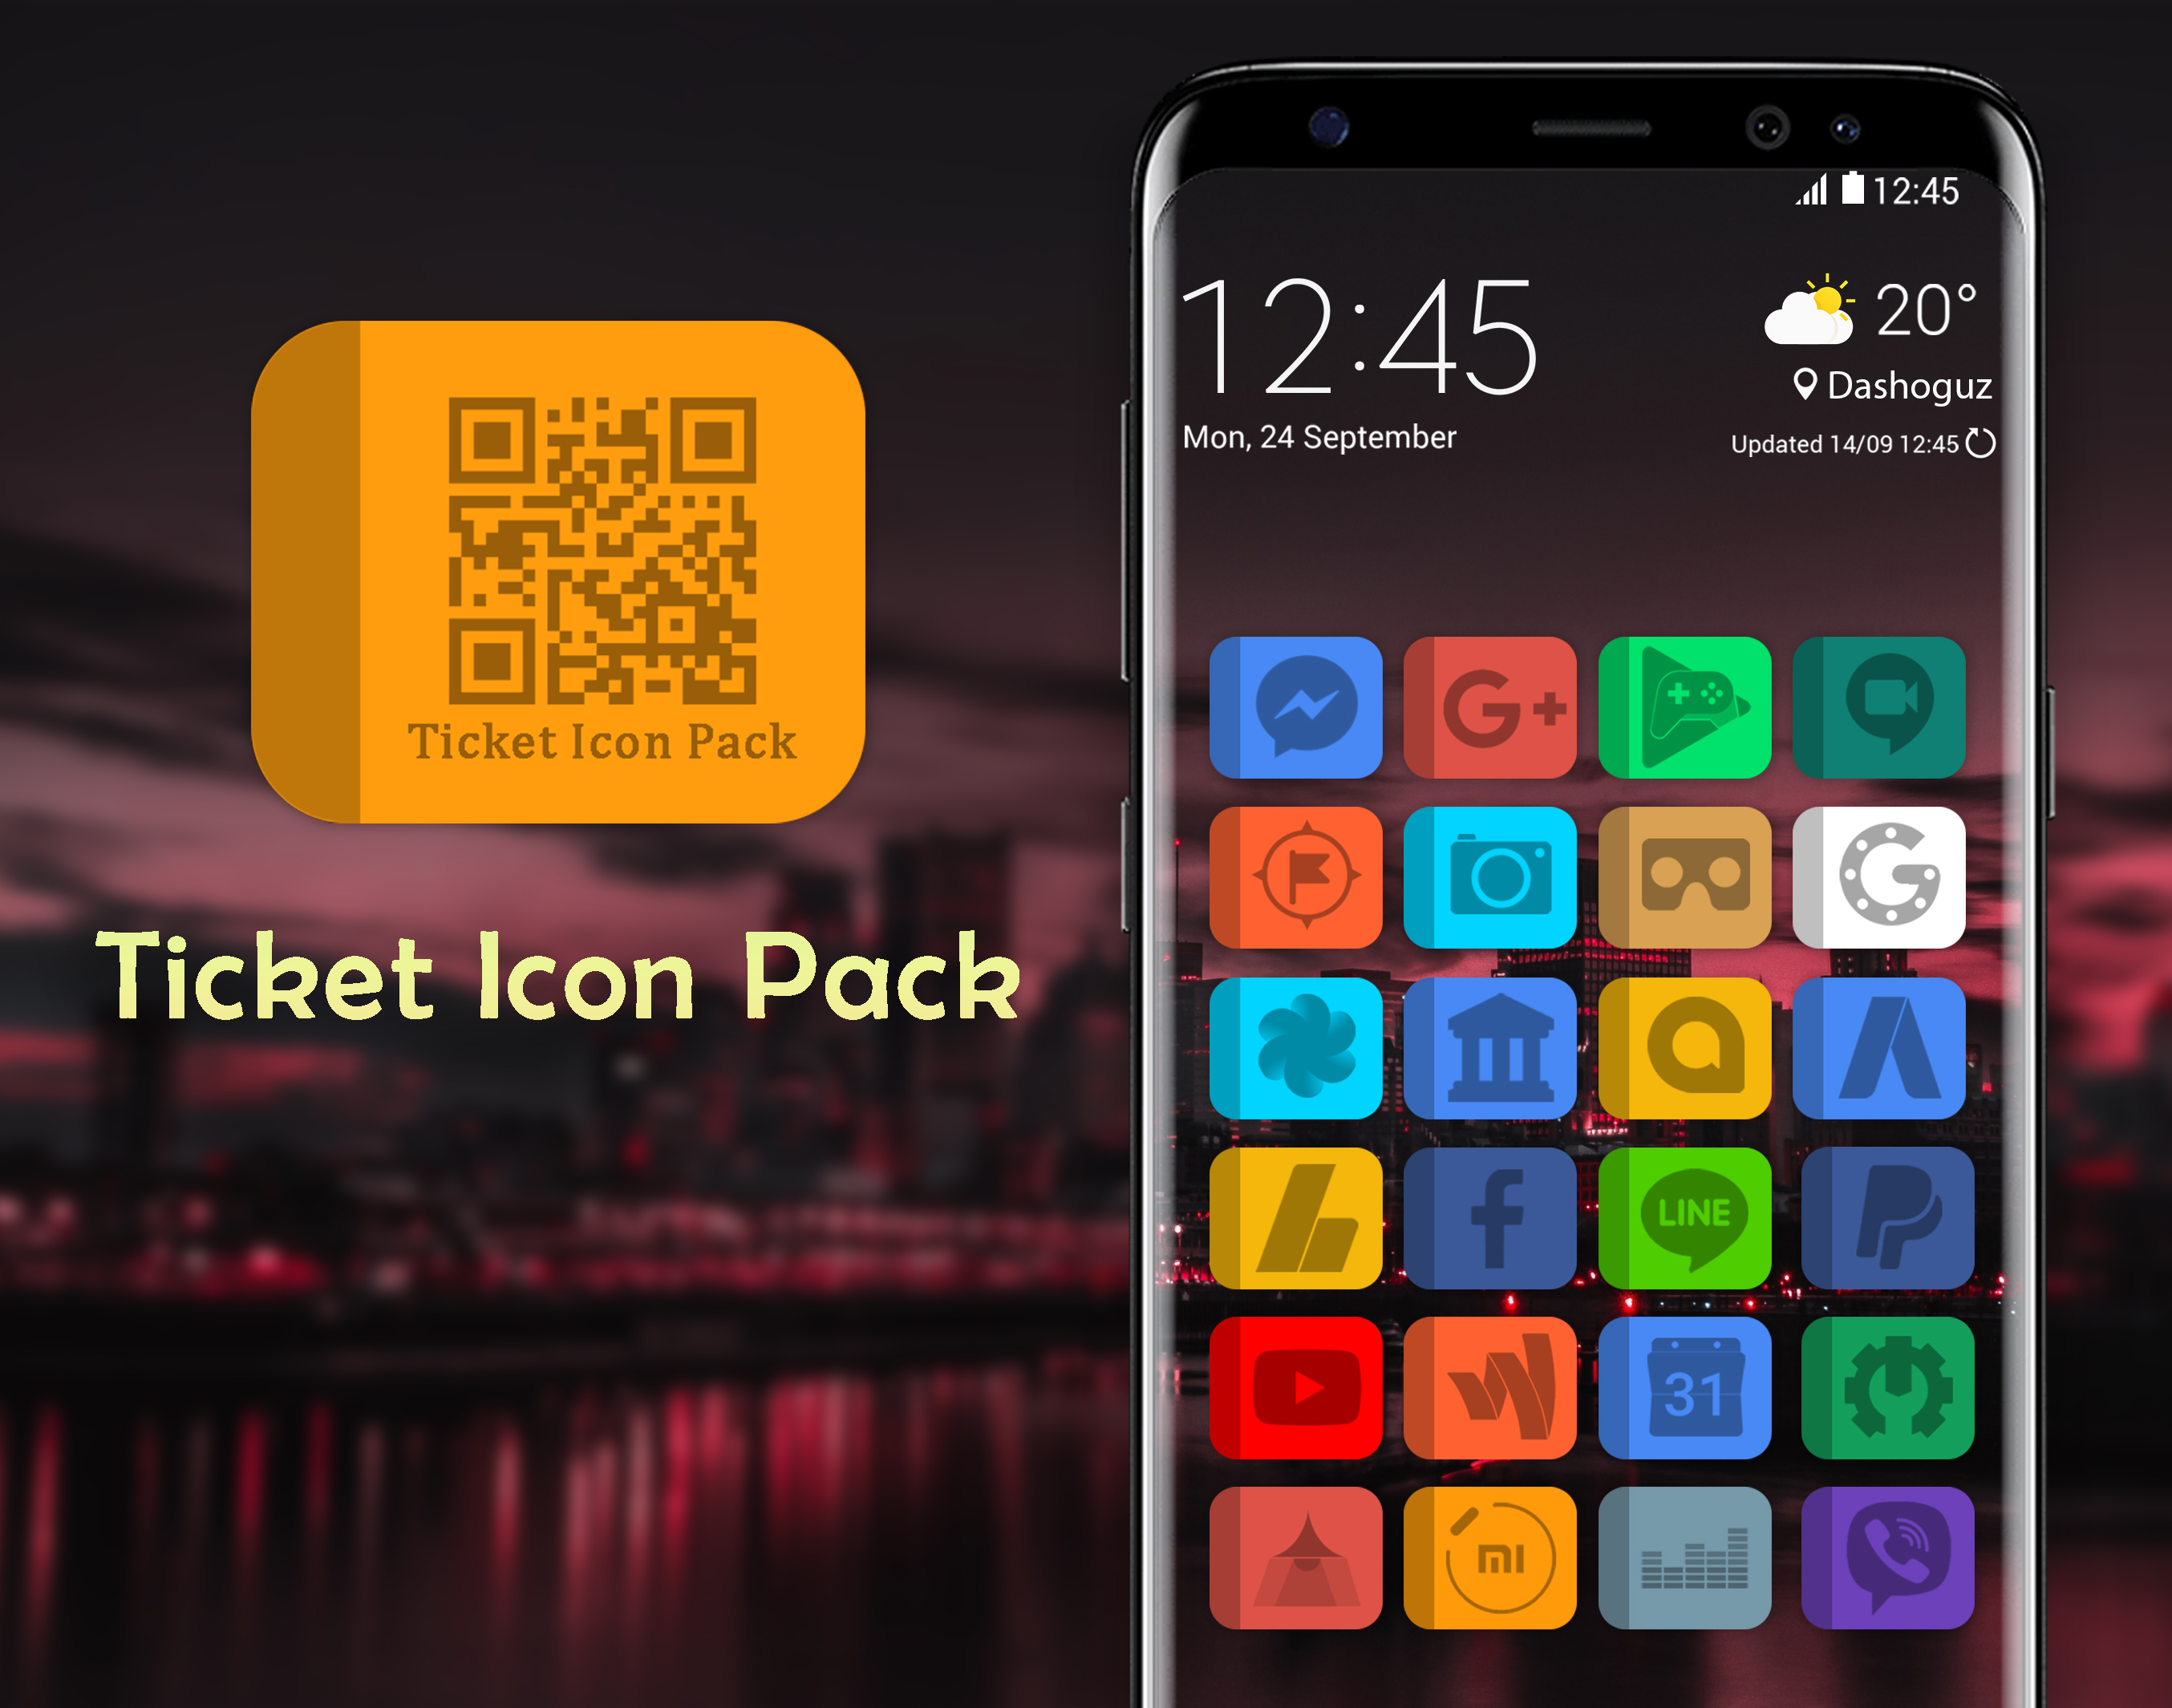 Ticket Icon Pack
Ticket Icon Pack
12:45
12:45
20°
Dashoguz
Mon, 24 September
Updated 14/09 12:45
G+
LINE
31
mi